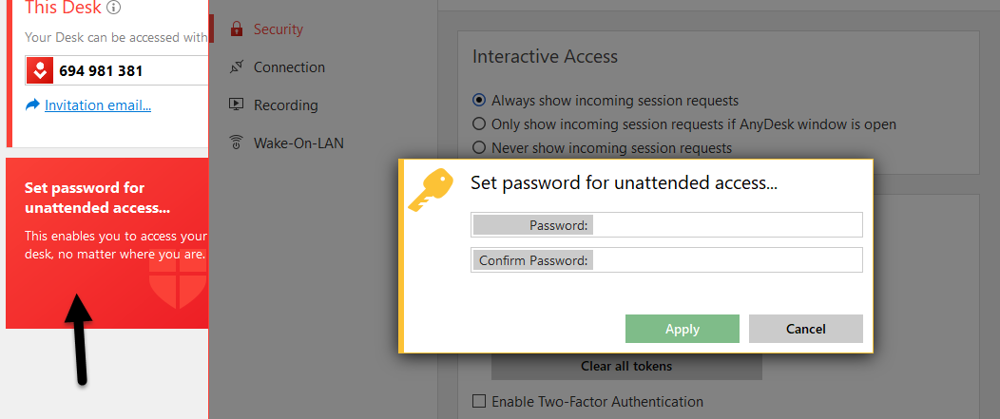 This Desk
Your Desk can be accessed with
694 981 381
Invitation email...
Set password for
unattended access...
This enables you to access your
desk, no matter where you are.
Security
Connection
Recording
Wake-On-LAN
Interactive Access
Always show incoming session requests
Only show incoming session requests if AnyDesk window is open
Never show incoming session requests
Set password for unattended access...
Password:
Confirm Password:
Apply
Cancel
Clear all tokens
Enable Two-Factor Authentication